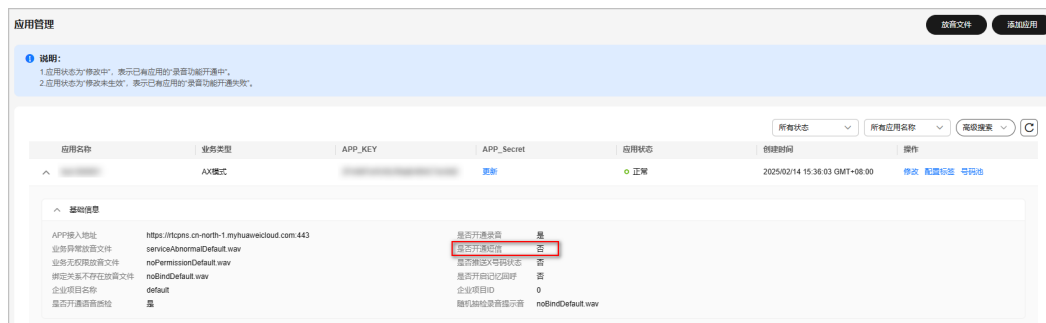 应用管理
放音文件 添加应用
说明：
1.应用状态为“修改中”，表示已有应用的“录音功能开通中”。
2.应用状态为“修改未生效”，表示已有应用的“录音功能开通失败”。
所有状态 所有应用名称 高级搜索
应用名称 业务类型 APP_KEY APP_Secret 应用状态 创建时间 操作
AX模式 更新 正常 2025/02/14 15:36:03 GMT+08:00 修改 配置标签 号码池
基础信息
APP接入地址 https://rtcpns.cn-north-1.myhuaweicloud.com:443 是否开通录音 是
业务异常放音文件 serviceAbnormalDefault.wav 是否开通短信 否
业务无权限放音文件 noPermissionDefault.wav 是否推送X号码状态 否
绑定关系不存在放音文件 noBindDefault.wav 是否开启记忆回呼 否
企业项目名称 default 企业项目ID 0
是否开通语音质检 是 随机抽检录音提示音 noBindDefault.wav